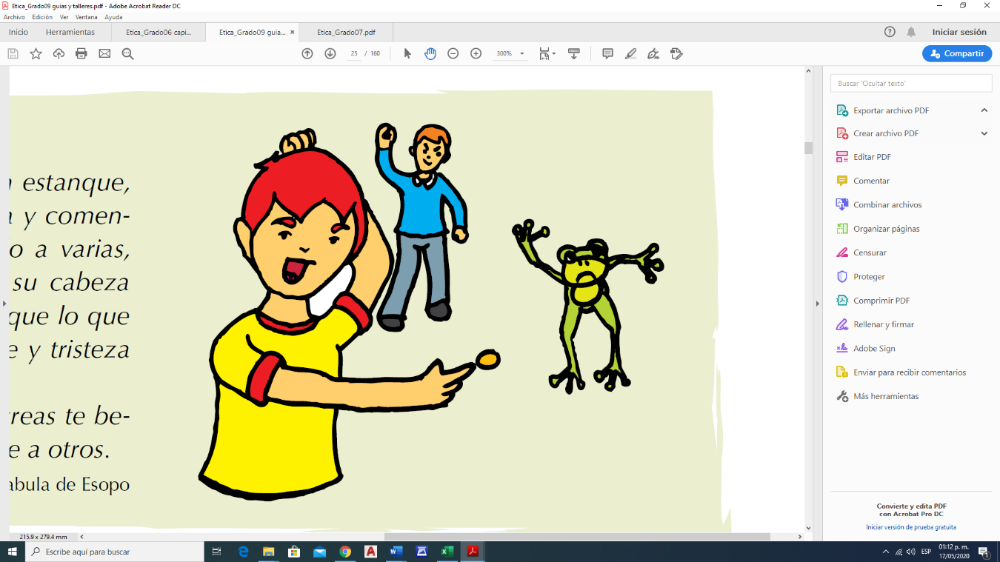 Etica_Grado09 guias y talleres.pdf - Adobe Acrobat Reader DC
Archivo Edición Ver Ventana Ayuda
Inicio Herramientas Etica_Grado06 capi... Etica_Grado09 guia... × Etica_Grado07.pdf Iniciar sesión
25 / 160 300% Compartir
estanque,
y comen-
a varias,
su cabeza
que lo que
y tristeza
te be-
a otros.
de Esopo
215.9 x 279.4 mm
Buscar 'Ocultar texto'
Exportar archivo PDF
Crear archivo PDF
Editar PDF
Comentar
Combinar archivos
Organizar páginas
Censurar
Proteger
Comprimir PDF
Rellenar y firmar
Adobe Sign
Enviar para recibir comentarios
Más herramientas
Convierte y edita PDF
con Acrobat Pro DC
Iniciar versión de prueba gratuita
Escribe aquí para buscar
ESP
01:12 p. m.
17/05/2020
1